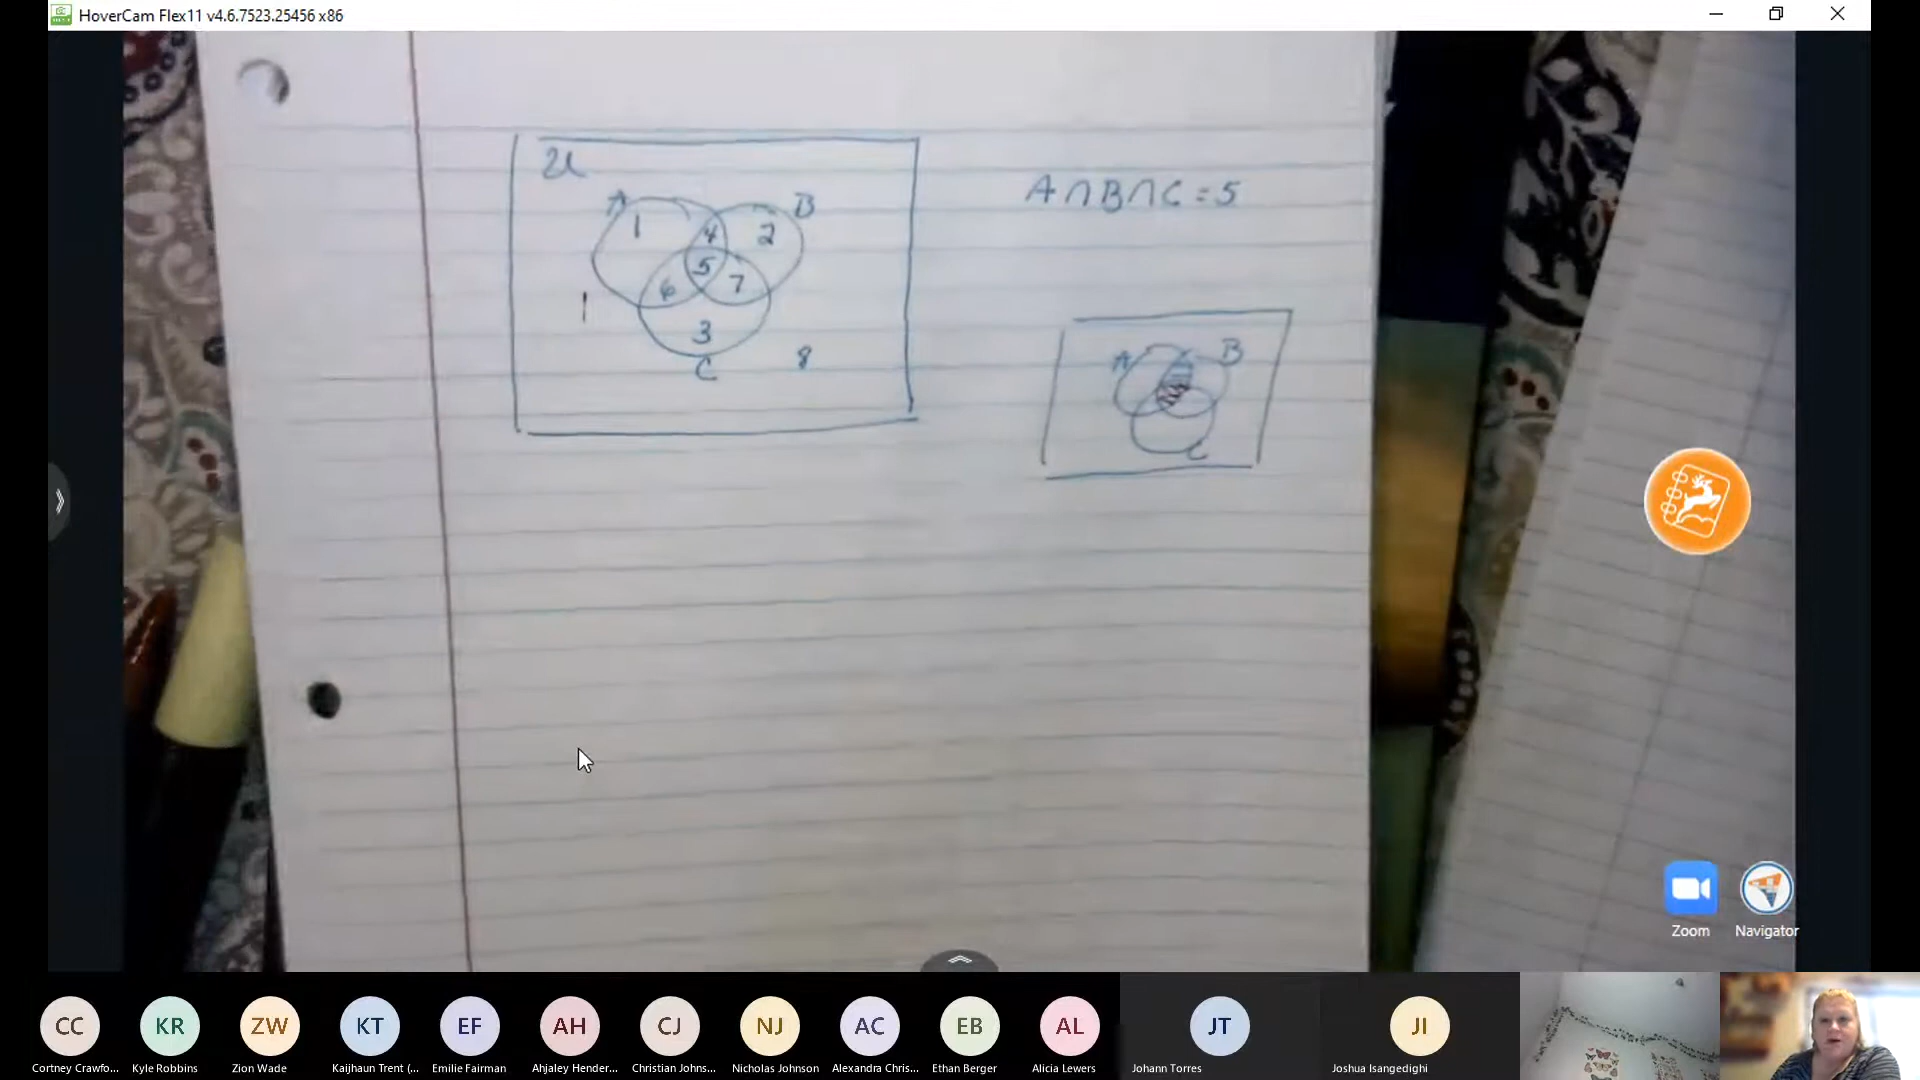 HoverCam Flex11 v4.6.7523.25456 x86
U
A
B
1
4
2
5
6
7
3
C
8
A∩B∩C = 5
A
B
C
Zoom
Navigator
CC
KR
ZW
KT
EF
AH
CJ
NJ
AC
EB
AL
JT
JI
Cortney Crawfo...
Kyle Robbins
Zion Wade
Kaijhaun Trent (...
Emilie Fairman
Ahjaley Hender...
Christian Johns...
Nicholas Johnson
Alexandra Chris...
Ethan Berger
Alicia Lewers
Johann Torres
Joshua Isangedighi